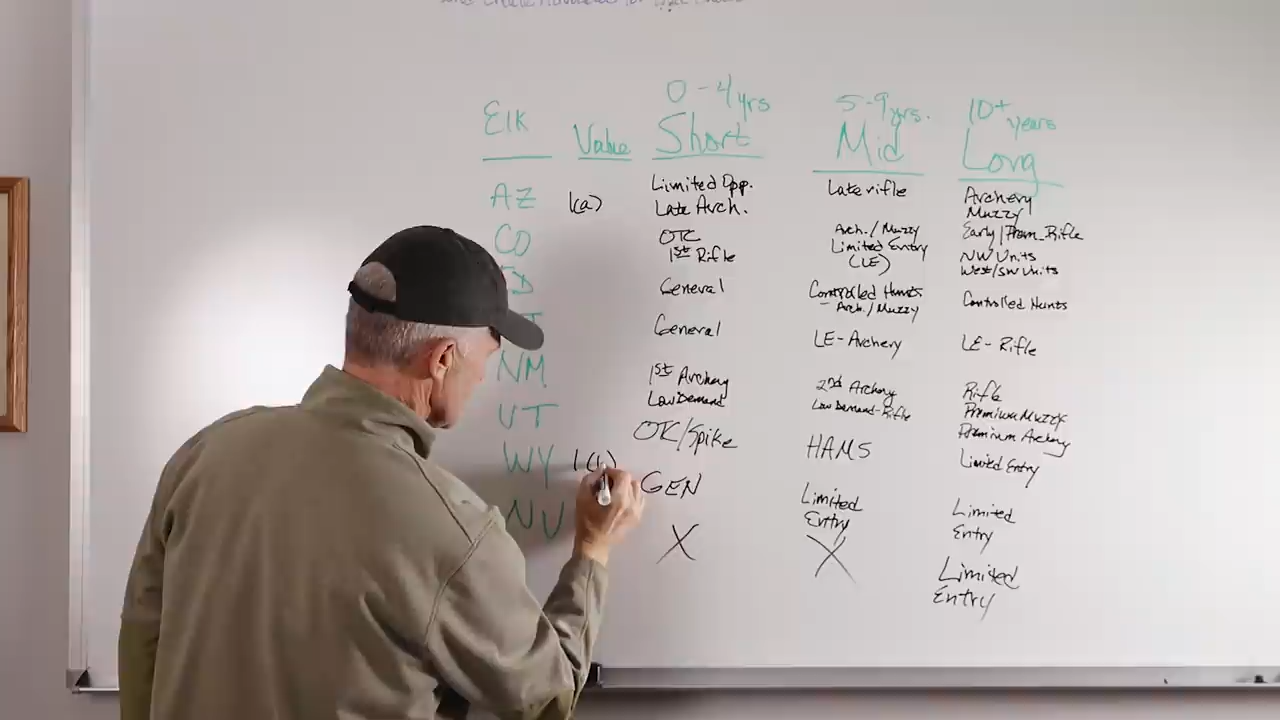 0-4 yrs 5-9 yrs. 10+ years
Elk Value Short Mid Long
AZ 1(a) Limited Opp. Late rifle Archery
Late Arch. Muzzy
CO OTC Arch./Muzzy Early/Prem. Rifle
1st Rifle Limited Entry NW Units
(LE) West/SW Units
D General Controlled Hunts Controlled Hunts
- Arch./Muzzy
T General LE-Archery LE-Rifle
NM 1st Archery 2nd Archery Rifle
Low Demand Low Demand-Rifle Premium Muzzy
Premium Archery
UT OTC/Spike HAMS Limited Entry
WY 1( GEN Limited Limited
Entry Entry
NV X X Limited
Entry